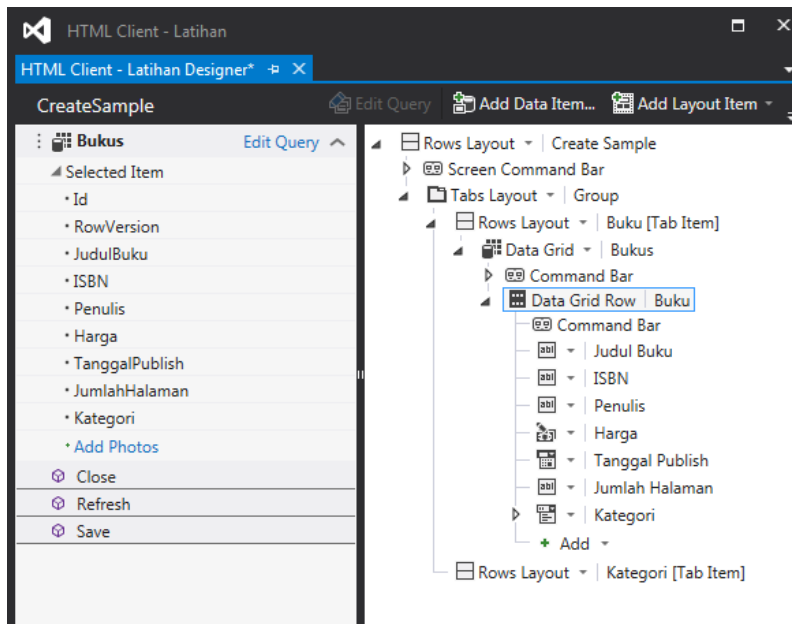 HTML Client - Latihan
HTML Client - Latihan Designer*
CreateSample
Edit Query
Add Data Item...
Add Layout Item
Bukus
Edit Query
Selected Item
Id
RowVersion
JudulBuku
ISBN
Penulis
Harga
TanggalPublish
JumlahHalaman
Kategori
Add Photos
Close
Refresh
Save
Rows Layout | Create Sample
Screen Command Bar
Tabs Layout | Group
Rows Layout | Buku [Tab Item]
Data Grid | Bukus
Command Bar
Data Grid Row | Buku
Command Bar
Judul Buku
ISBN
Penulis
Harga
Tanggal Publish
Jumlah Halaman
Kategori
+ Add
Rows Layout | Kategori [Tab Item]